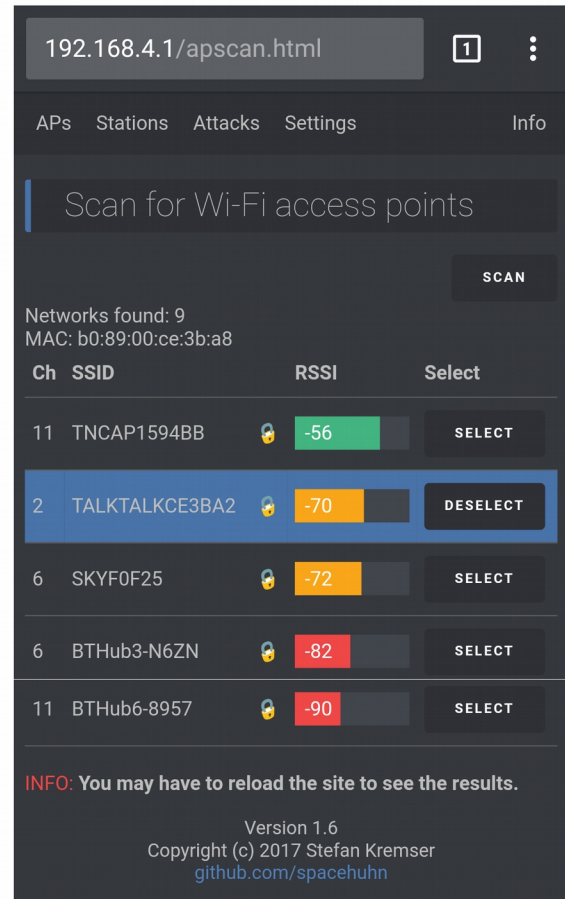 192.168.4.1/apscan.html 1
APs Stations Attacks Settings Info
Scan for Wi-Fi access points
SCAN
Networks found: 9
MAC: b0:89:00:ce:3b:a8
Ch SSID RSSI Select
11 TNCAP1594BB -56 SELECT
2 TALKTALKCE3BA2 -70 DESELECT
6 SKYF0F25 -72 SELECT
6 BTHub3-N6ZN -82 SELECT
11 BTHub6-8957 -90 SELECT
INFO: You may have to reload the site to see the results.
Version 1.6
Copyright (c) 2017 Stefan Kremser
github.com/spacehuhn